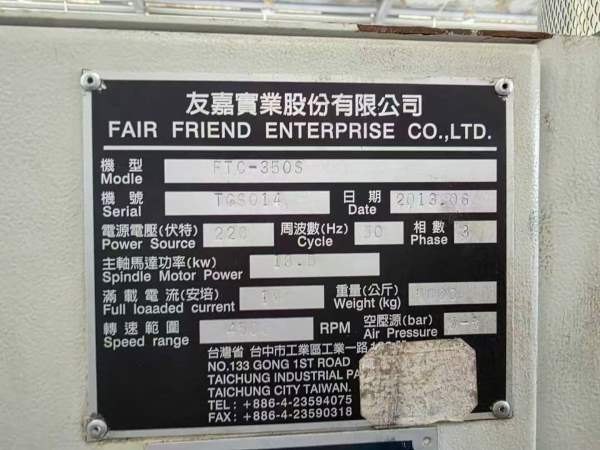 友嘉實業股份有限公司
FAIR FRIEND ENTERPRISE CO.,LTD.
機型 FTC-350S
Modle
機號 TGS014 日期 2013.08
Serial Date
電源電壓(伏特) 220 周波數(Hz) 相數 3
Power Source Cycle Phase
主軸馬達功率(kw)
Spindle Motor Power
滿載電流(安培) 重量(公斤)
Full loaaded current Weight (kg)
轉速範圍 RPM 空壓源(bar)
Speed range Air Pressure
台灣省 台中市工業區工業一路
NO.133 GONG 1ST ROAD
TAICHUNG INDUSTRIAL
TAICHUNG CITY TAIWAN.
TEL: +886-4-23594075
FAX: +886-4-23590318